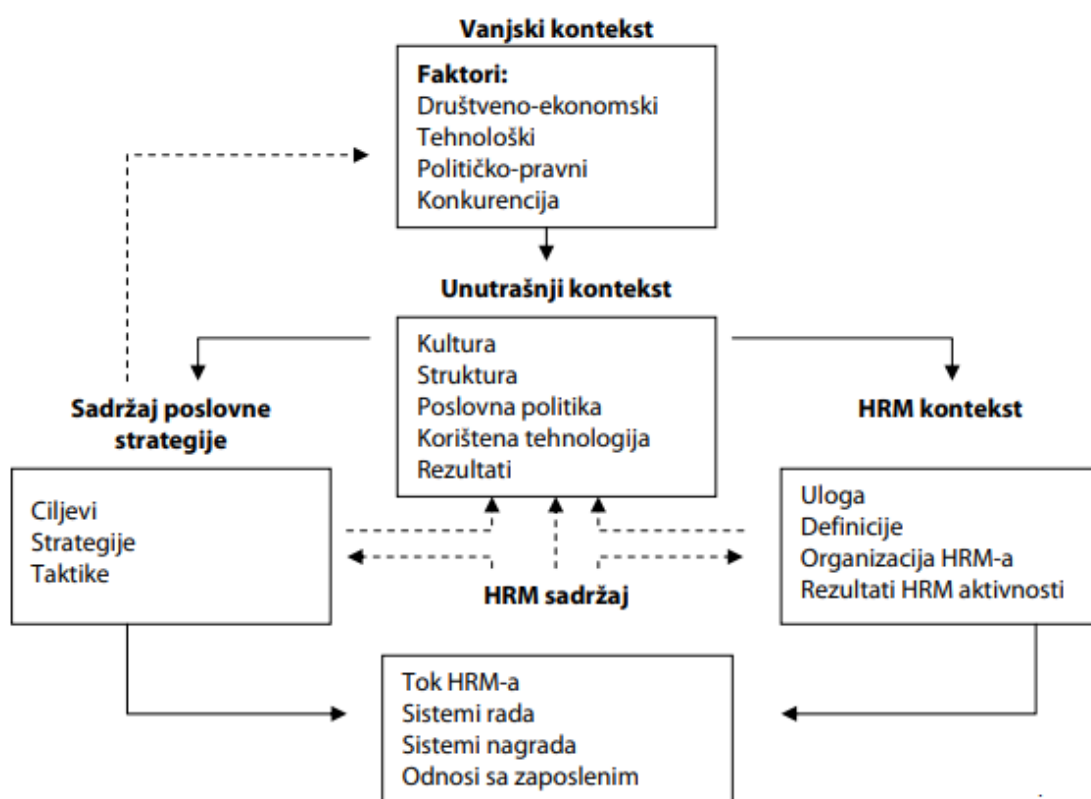 Vanjski kontekst
Faktori:
Društveno-ekonomski
Tehnološki
Političko-pravni
Konkurencija
Unutrašnji kontekst
Kultura
Struktura
Poslovna politika
Korištena tehnologija
Rezultati
Sadržaj poslovne
strategije
Ciljevi
Strategije
Taktike
HRM kontekst
Uloga
Definicije
Organizacija HRM-a
Rezultati HRM aktivnosti
HRM sadržaj
Tok HRM-a
Sistemi rada
Sistemi nagrada
Odnosi sa zaposlenim